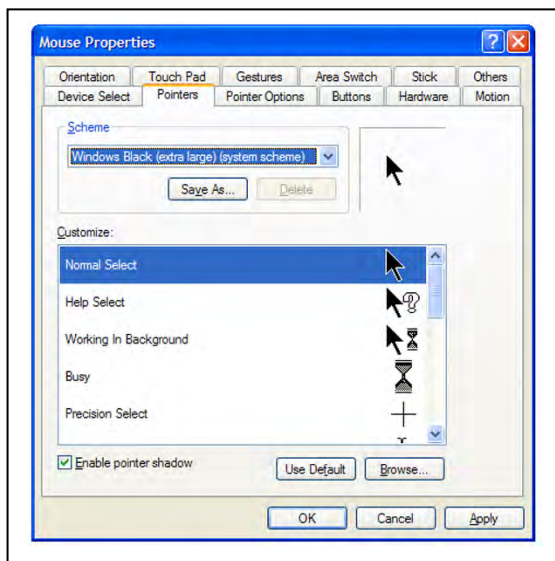 Mouse Properties
Orientation Touch Pad Gestures Area Switch Stick Others
Device Select Pointers Pointer Options Buttons Hardware Motion
Scheme
Windows Black (extra large) (system scheme)
Save As... Delete
Customize:
Normal Select
Help Select
Working In Background
Busy
Precision Select
Enable pointer shadow Use Default Browse...
OK Cancel Apply